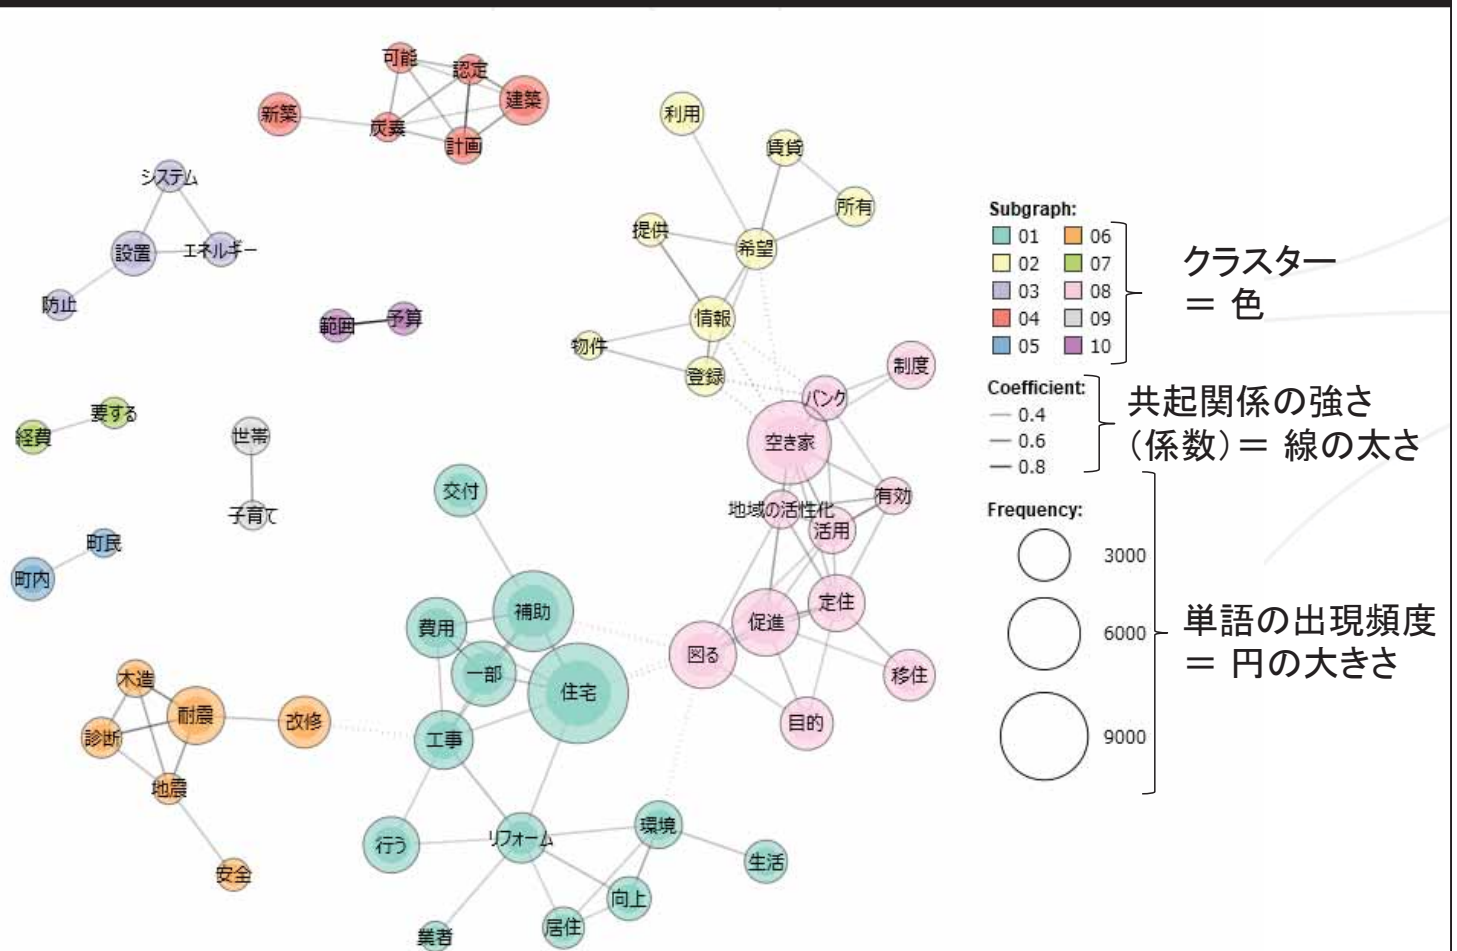 可能
認定
建築
新築
炭素
計画
利用
賃貸
所有
提供
希望
情報
物件
登録
システム
設置
エネルギー
防止
範囲
予算
バンク
制度
空き家
地域の活性化
有効
活用
定住
促進
図る
移住
目的
経費
要する
世帯
子育て
町民
町内
交付
補助
費用
一部
住宅
工事
木造
耐震
改修
診断
地震
安全
行う
リフォーム
環境
生活
向上
居住
業者
Subgraph:
01 06
02 07
03 08
04 09
05 10
クラスター
= 色
Coefficient:
0.4
0.6
0.8
共起関係の強さ
(係数)= 線の太さ
Frequency:
3000
6000
9000
単語の出現頻度
= 円の大きさ